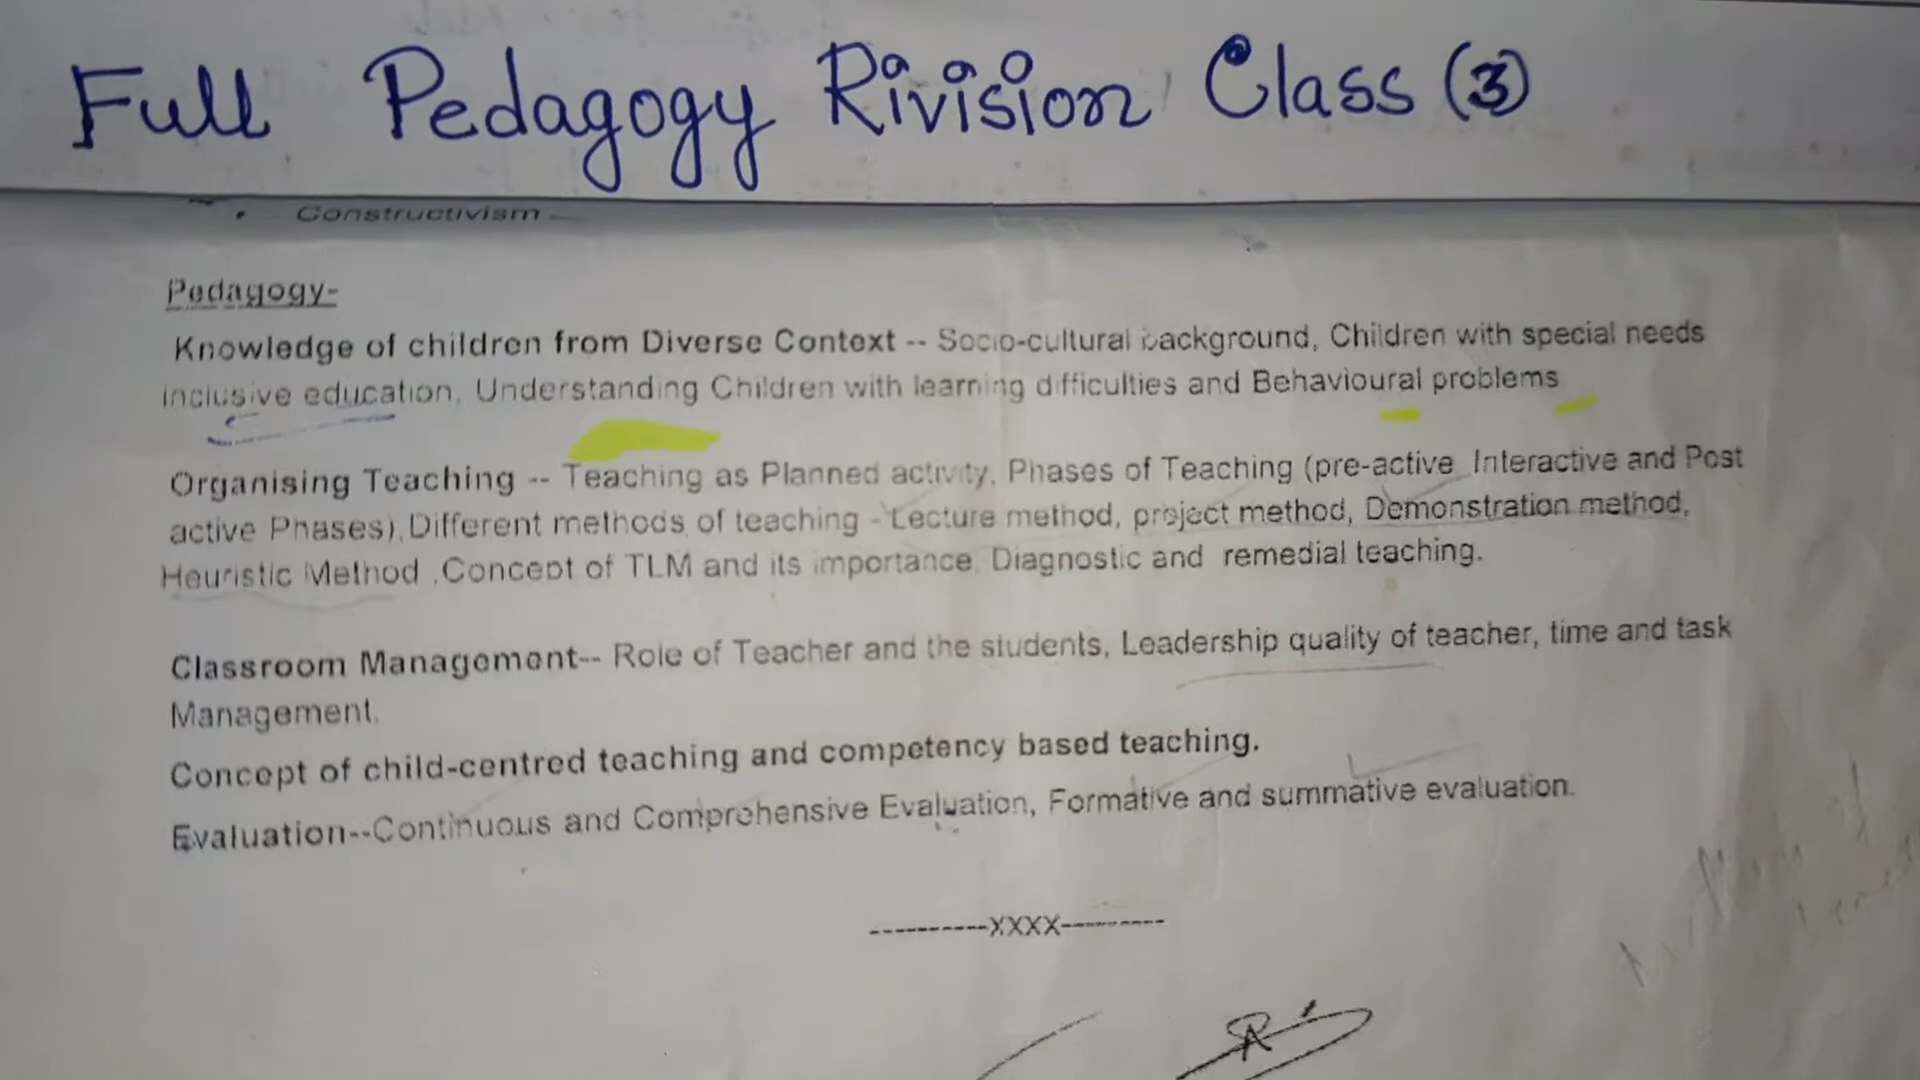 Full Pedagogy Rivision Class (3)
Constructivism
Pedagogy-
Knowledge of children from Diverse Context -- Socio-cultural background, Children with special needs
inclusive education, Understanding Children with learning difficulties and Behavioural problems
Organising Teaching -- Teaching as Planned activity, Phases of Teaching (pre-active Interactive and Post
active Phases), Different methods of teaching - Lecture method, project method, Demonstration method,
Heuristic Method ,Concept of TLM and its importance, Diagnostic and remedial teaching.
Classroom Management-- Role of Teacher and the students, Leadership quality of teacher, time and task
Management.
Concept of child-centred teaching and competency based teaching.
Evaluation--Continuous and Comprehensive Evaluation, Formative and summative evaluation.
----------XXXX---------